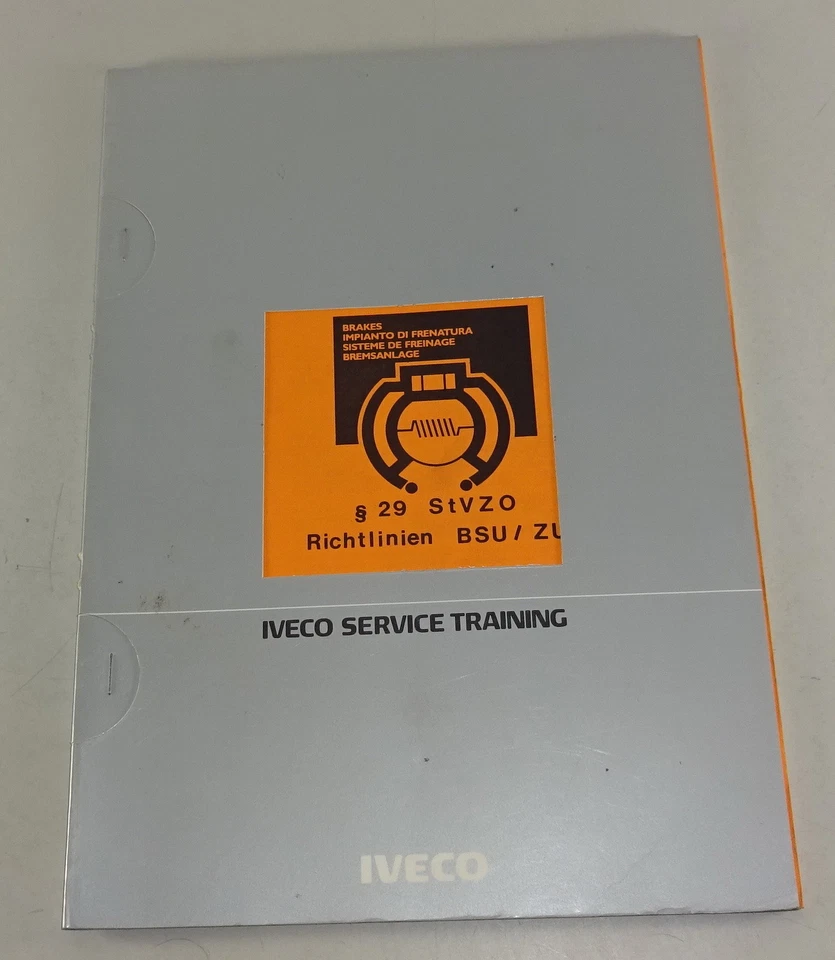 BRAKES
IMPIANTO DI FRENATURA
SISTEME DE FREINAGE
BREMSANLAGE
§ 29 StVZO
Richtlinien BSU / ZU
IVECO SERVICE TRAINING
IVECO